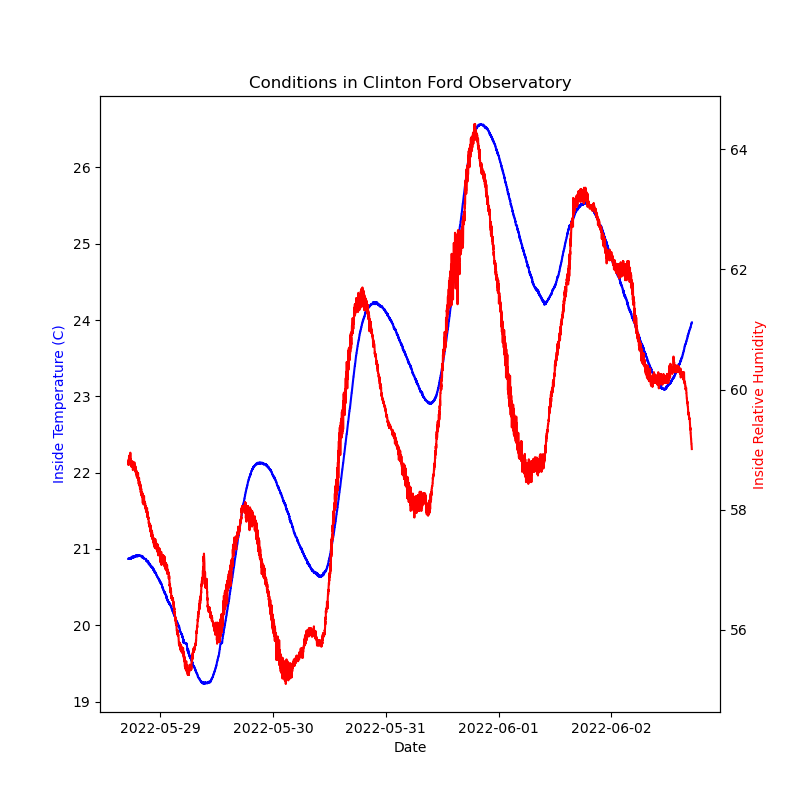 Conditions in Clinton Ford Observatory
26
25
24
23
22
21
20
19
Inside Temperature (C)
64
62
60
58
56
Inside Relative Humidity
2022-05-29 2022-05-30 2022-05-31 2022-06-01 2022-06-02
Date